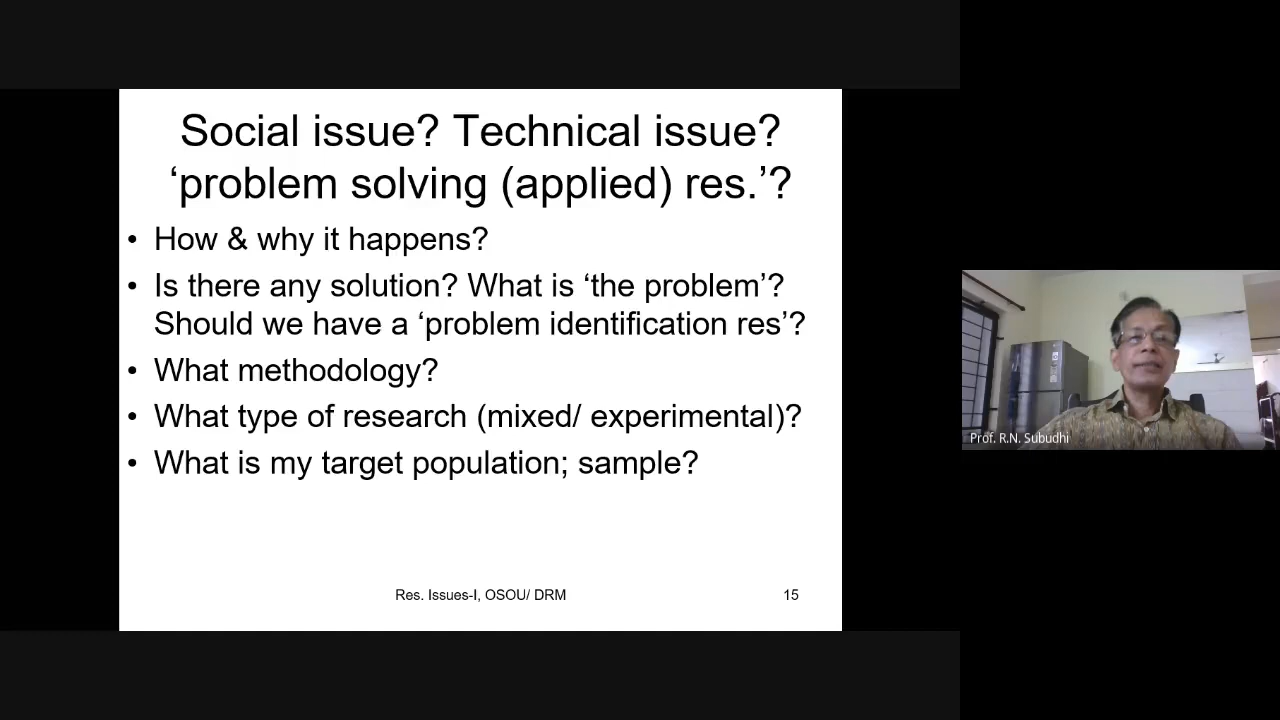 Social issue? Technical issue?
‘problem solving (applied) res.’?
• How & why it happens?
• Is there any solution? What is ‘the problem’?
Should we have a ‘problem identification res’?
• What methodology?
• What type of research (mixed/ experimental)?
• What is my target population; sample?
Res. Issues-I, OSOU/ DRM
15
Prof. R.N. Subudhi